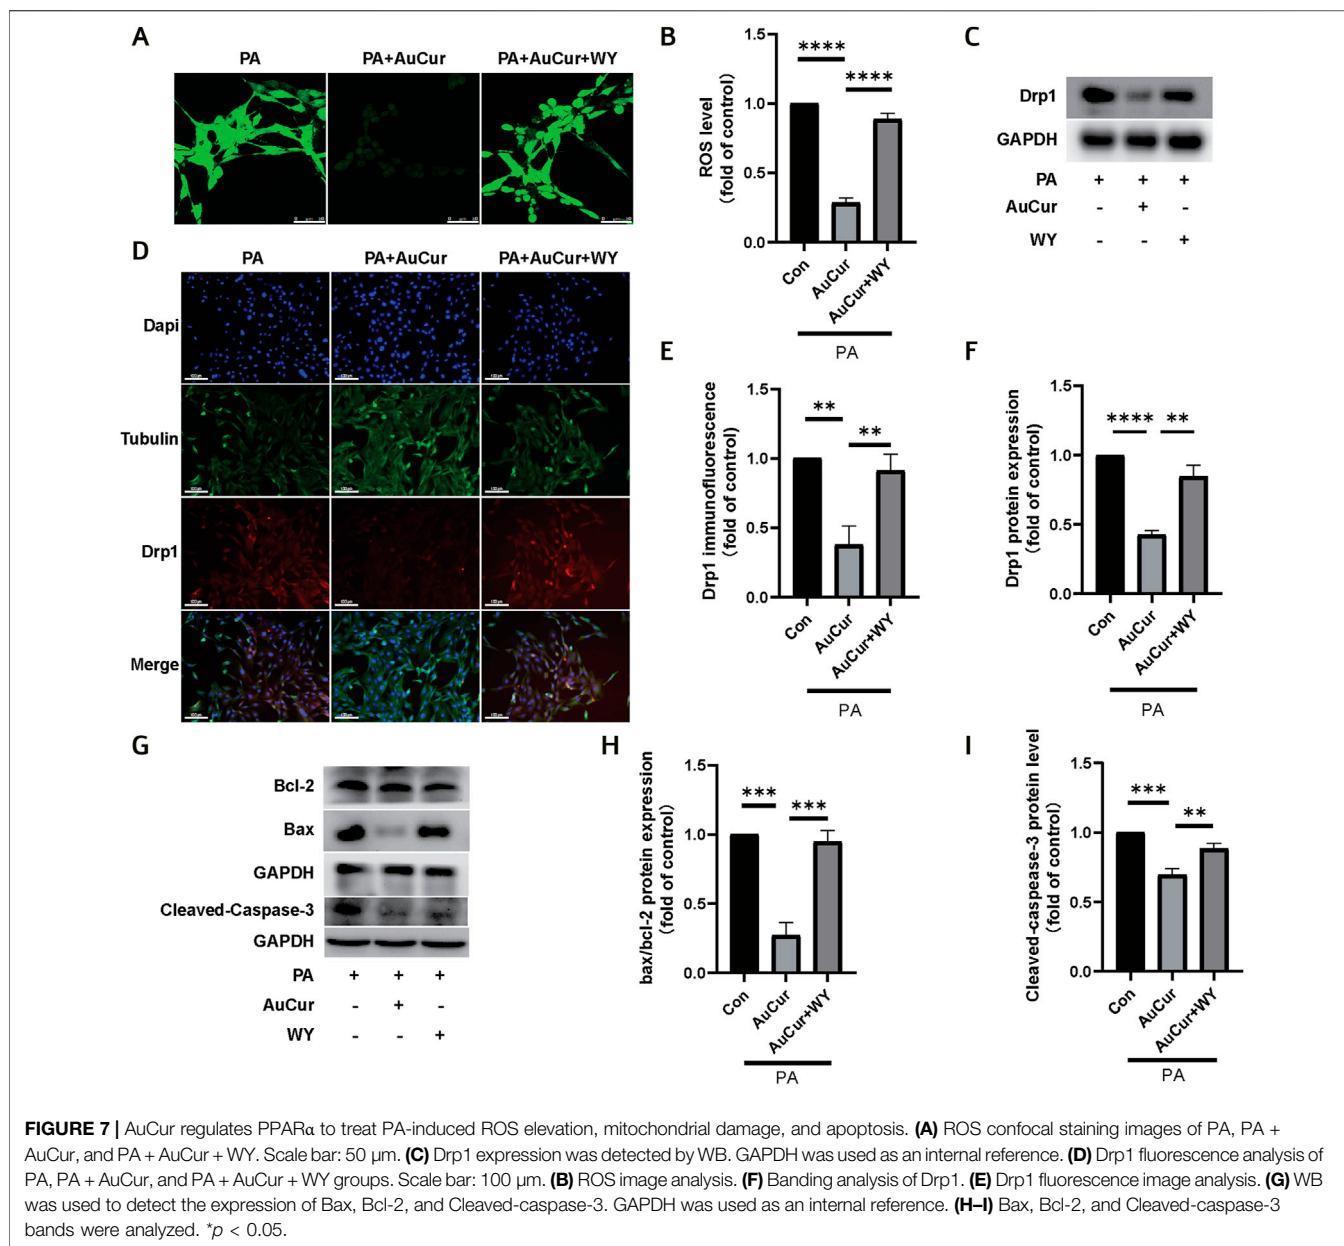 A
PA PA+AuCur PA+AuCur+WY
B
ROS level
(fold of control)
1.5
1.0
0.5
0.0
**** ****
Con AuCur AuCur+WY
PA
C
Drp1
GAPDH
PA + + +
AuCur - + -
WY - - +
D
PA PA+AuCur PA+AuCur+WY
Dapi
Tubulin
Drp1
Merge
E
Drp1 immunofluorescence
(fold of control)
1.5
1.0
0.5
0.0
** **
Con AuCur AuCur+WY
PA
F
Drp1 protein expression
(fold of control)
1.5
1.0
0.5
0.0
**** **
Con AuCur AuCur+WY
PA
G
Bcl-2
Bax
GAPDH
Cleaved-Caspase-3
GAPDH
PA + + +
AuCur - + -
WY - - +
H
bax/bcl-2 protein expression
(fold of control)
1.5
1.0
0.5
0.0
*** ***
Con AuCur AuCur+WY
PA
I
Cleaved-caspease-3 protein level
(fold of control)
1.5
1.0
0.5
0.0
*** **
Con AuCur AuCur+WY
PA
FIGURE 7 | AuCur regulates PPARα to treat PA-induced ROS elevation, mitochondrial damage, and apoptosis. (A) ROS confocal staining images of PA, PA +
AuCur, and PA + AuCur + WY. Scale bar: 50 μm. (C) Drp1 expression was detected by WB. GAPDH was used as an internal reference. (D) Drp1 fluorescence analysis of
PA, PA + AuCur, and PA + AuCur + WY groups. Scale bar: 100 μm. (B) ROS image analysis. (F) Banding analysis of Drp1. (E) Drp1 fluorescence image analysis. (G) WB
was used to detect the expression of Bax, Bcl-2, and Cleaved-caspase-3. GAPDH was used as an internal reference. (H–I) Bax, Bcl-2, and Cleaved-caspase-3
bands were analyzed. *p < 0.05.